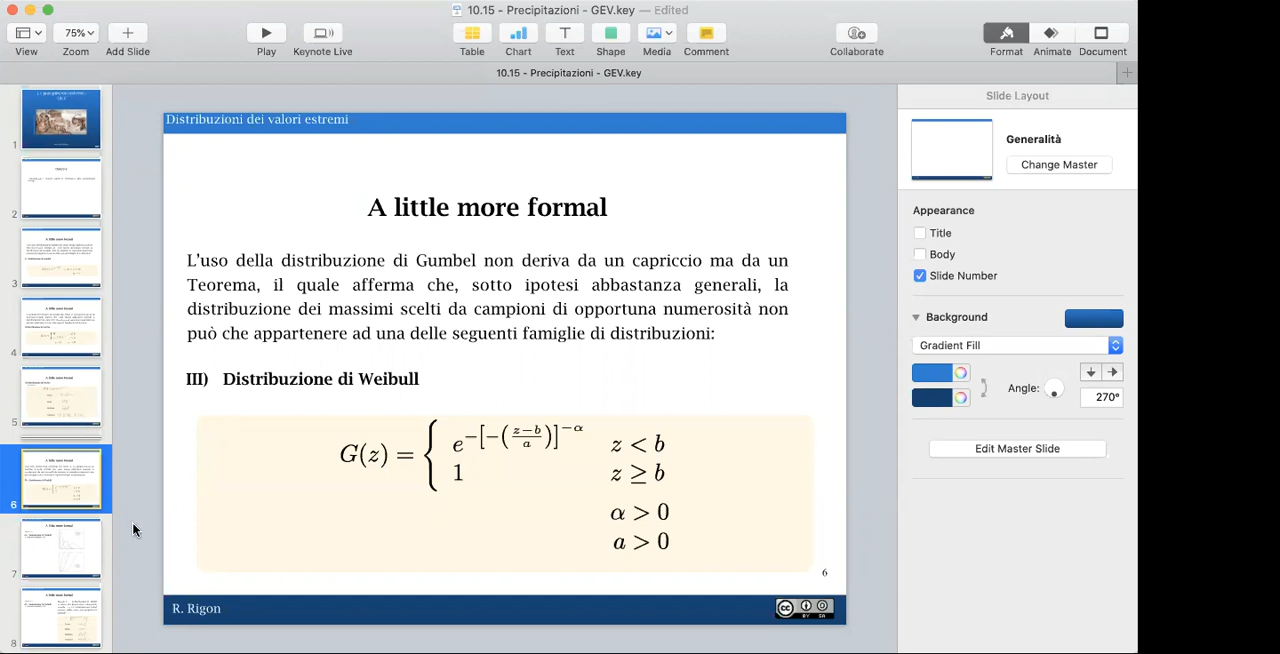 10.15 - Precipitazioni - GEV.key — Edited
75%
View Zoom Add Slide Play Keynote Live Table Chart Text Shape Media Comment Collaborate Format Animate Document
10.15 - Precipitazioni - GEV.key
Slide Layout
Generalità
Change Master
Appearance
Title
Body
Slide Number
Background
Gradient Fill
Angle:
270°
Edit Master Slide
1
2
3
4
5
6
7
8
Distribuzioni dei valori estremi
A little more formal
L'uso della distribuzione di Gumbel non deriva da un capriccio ma da un
Teorema, il quale afferma che, sotto ipotesi abbastanza generali, la
distribuzione dei massimi scelti da campioni di opportuna numerosità non
può che appartenere ad una delle seguenti famiglie di distribuzioni:
III) Distribuzione di Weibull
G(z) = { e^{-[-((z-b)/a)]^{-α}} z < b
1 z ≥ b
α > 0
a > 0
6
R. Rigon
cc BY SA